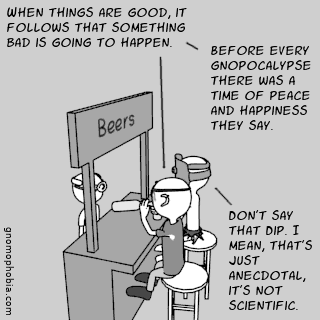 WHEN THINGS ARE GOOD, IT
FOLLOWS THAT SOMETHING
BAD IS GOING TO HAPPEN.
BEFORE EVERY
GNOPOCALYPSE
THERE WAS A
TIME OF PEACE
AND HAPPINESS
THEY SAY.
Beers
DON'T SAY
THAT DIP. I
MEAN, THAT'S
JUST
ANECDOTAL,
IT'S NOT
SCIENTIFIC.
gnomophobia.com